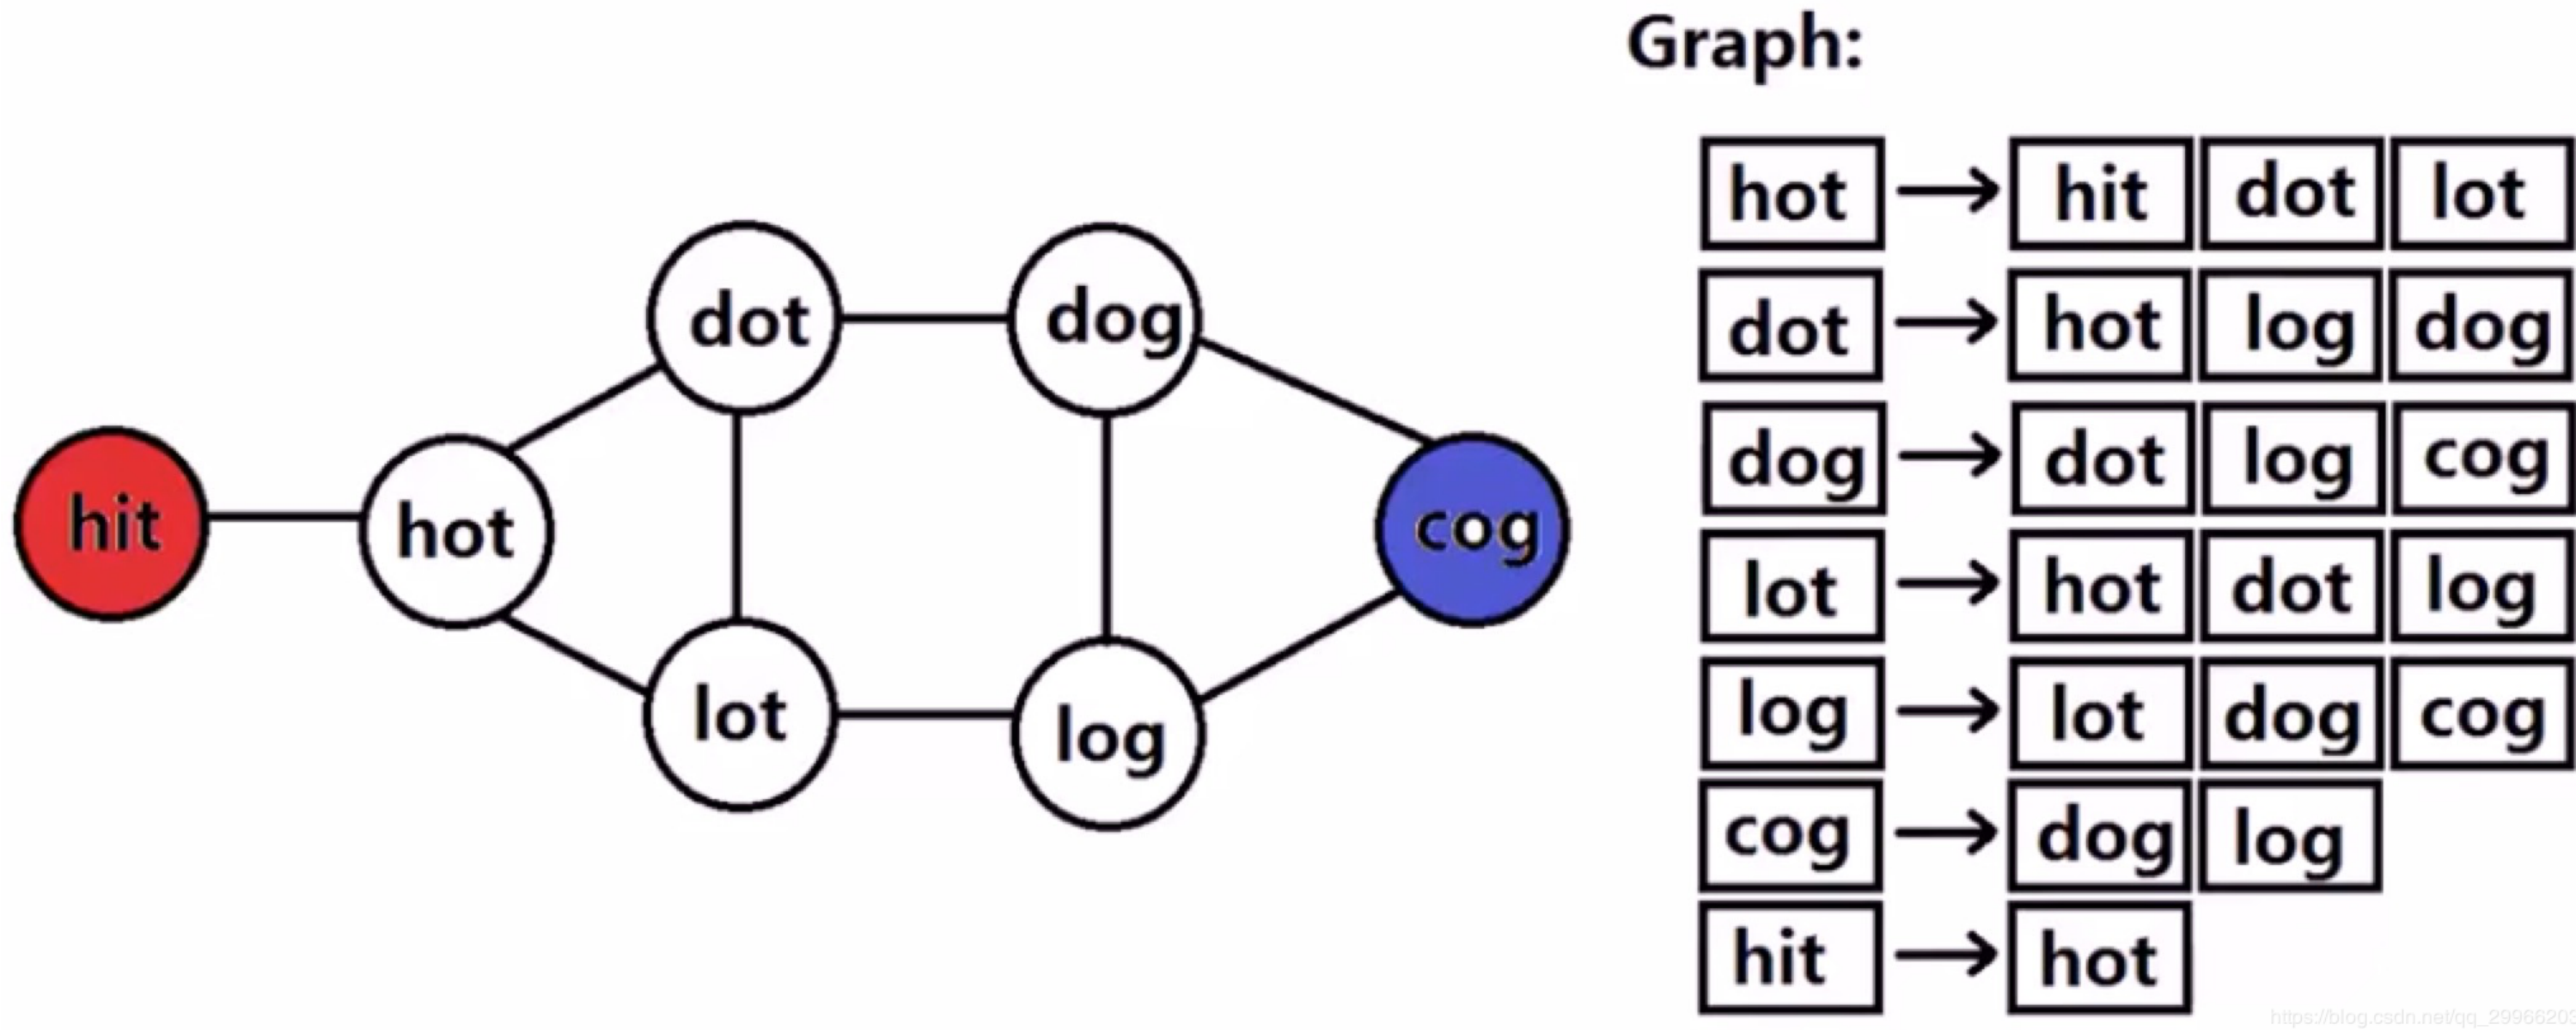 Graph:
hit
hot
dot
dog
lot
log
cog
hot hit dot lot
dot hot log dog
dog dot log cog
lot hot dot log
log lot dog cog
cog dog log
hit hot